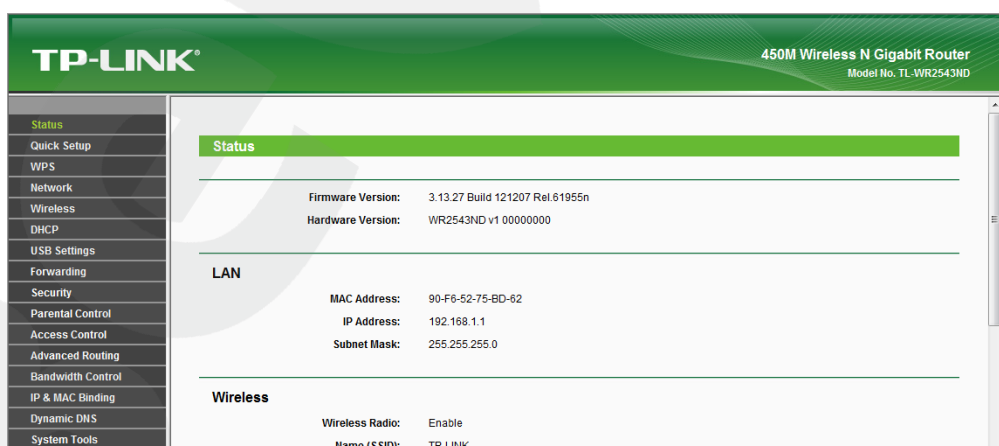 TP-LINK®
450M Wireless N Gigabit Router
Model No. TL-WR2543ND
Status
Quick Setup
WPS
Network
Wireless
DHCP
USB Settings
Forwarding
Security
Parental Control
Access Control
Advanced Routing
Bandwidth Control
IP & MAC Binding
Dynamic DNS
System Tools
Status
Firmware Version: 3.13.27 Build 121207 Rel.61955n
Hardware Version: WR2543ND v1 00000000
LAN
MAC Address: 90-F6-52-75-BD-62
IP Address: 192.168.1.1
Subnet Mask: 255.255.255.0
Wireless
Wireless Radio: Enable
Name (SSID): TP-LINK